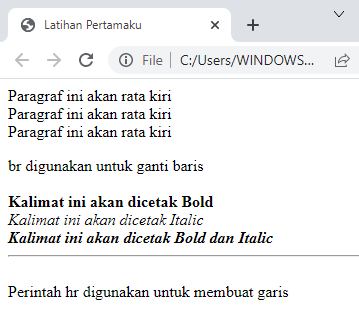 Latihan Pertamaku
File
C:/Users/WINDOWS...
Paragraf ini akan rata kiri
Paragraf ini akan rata kiri
Paragraf ini akan rata kiri
br digunakan untuk ganti baris
Kalimat ini akan dicetak Bold
Kalimat ini akan dicetak Italic
Kalimat ini akan dicetak Bold dan Italic
Perintah hr digunakan untuk membuat garis